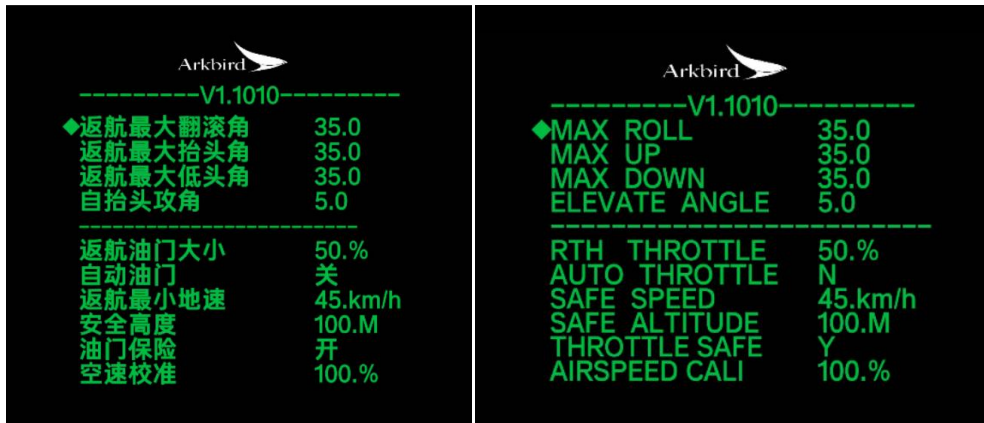 Arkbird
---------V1.1010---------
◆返航最大翻滚角 35.0
返航最大抬头角 35.0
返航最大低头角 35.0
自抬头攻角 5.0
-------------------------
返航油门大小 50.%
自动油门 关
返航最小地速 45.km/h
安全高度 100.M
油门保险 开
空速校准 100.%
Arkbird
---------V1.1010---------
◆MAX ROLL 35.0
MAX UP 35.0
MAX DOWN 35.0
ELEVATE ANGLE 5.0
-------------------------
RTH THROTTLE 50.%
AUTO THROTTLE N
SAFE SPEED 45.km/h
SAFE ALTITUDE 100.M
THROTTLE SAFE Y
AIRSPEED CALI 100.%